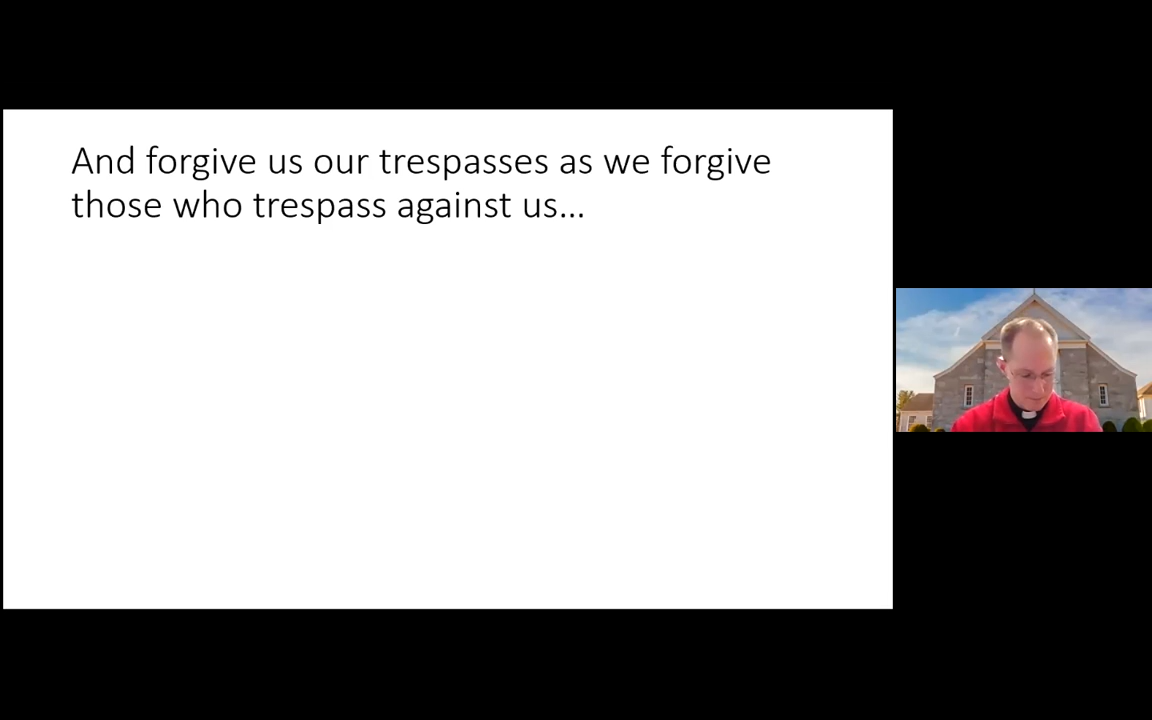 And forgive us our trespasses as we forgive
those who trespass against us...